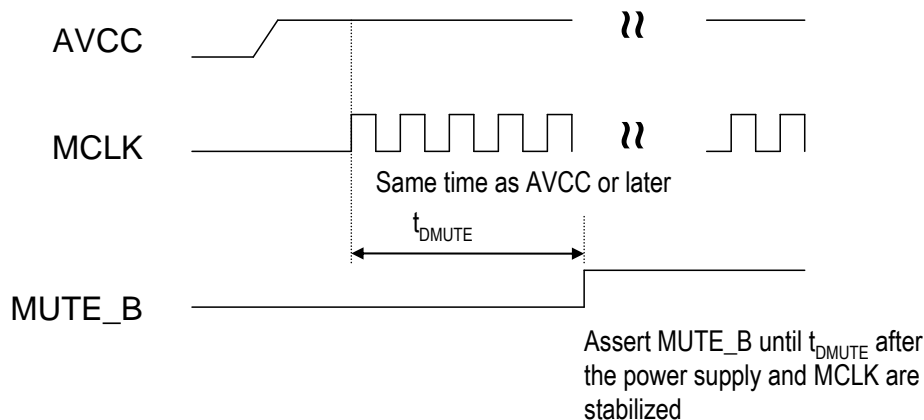 AVCC
MCLK
Same time as AVCC or later
tDMUTE
MUTE_B
Assert MUTE_B until tDMUTE after
the power supply and MCLK are
stabilized